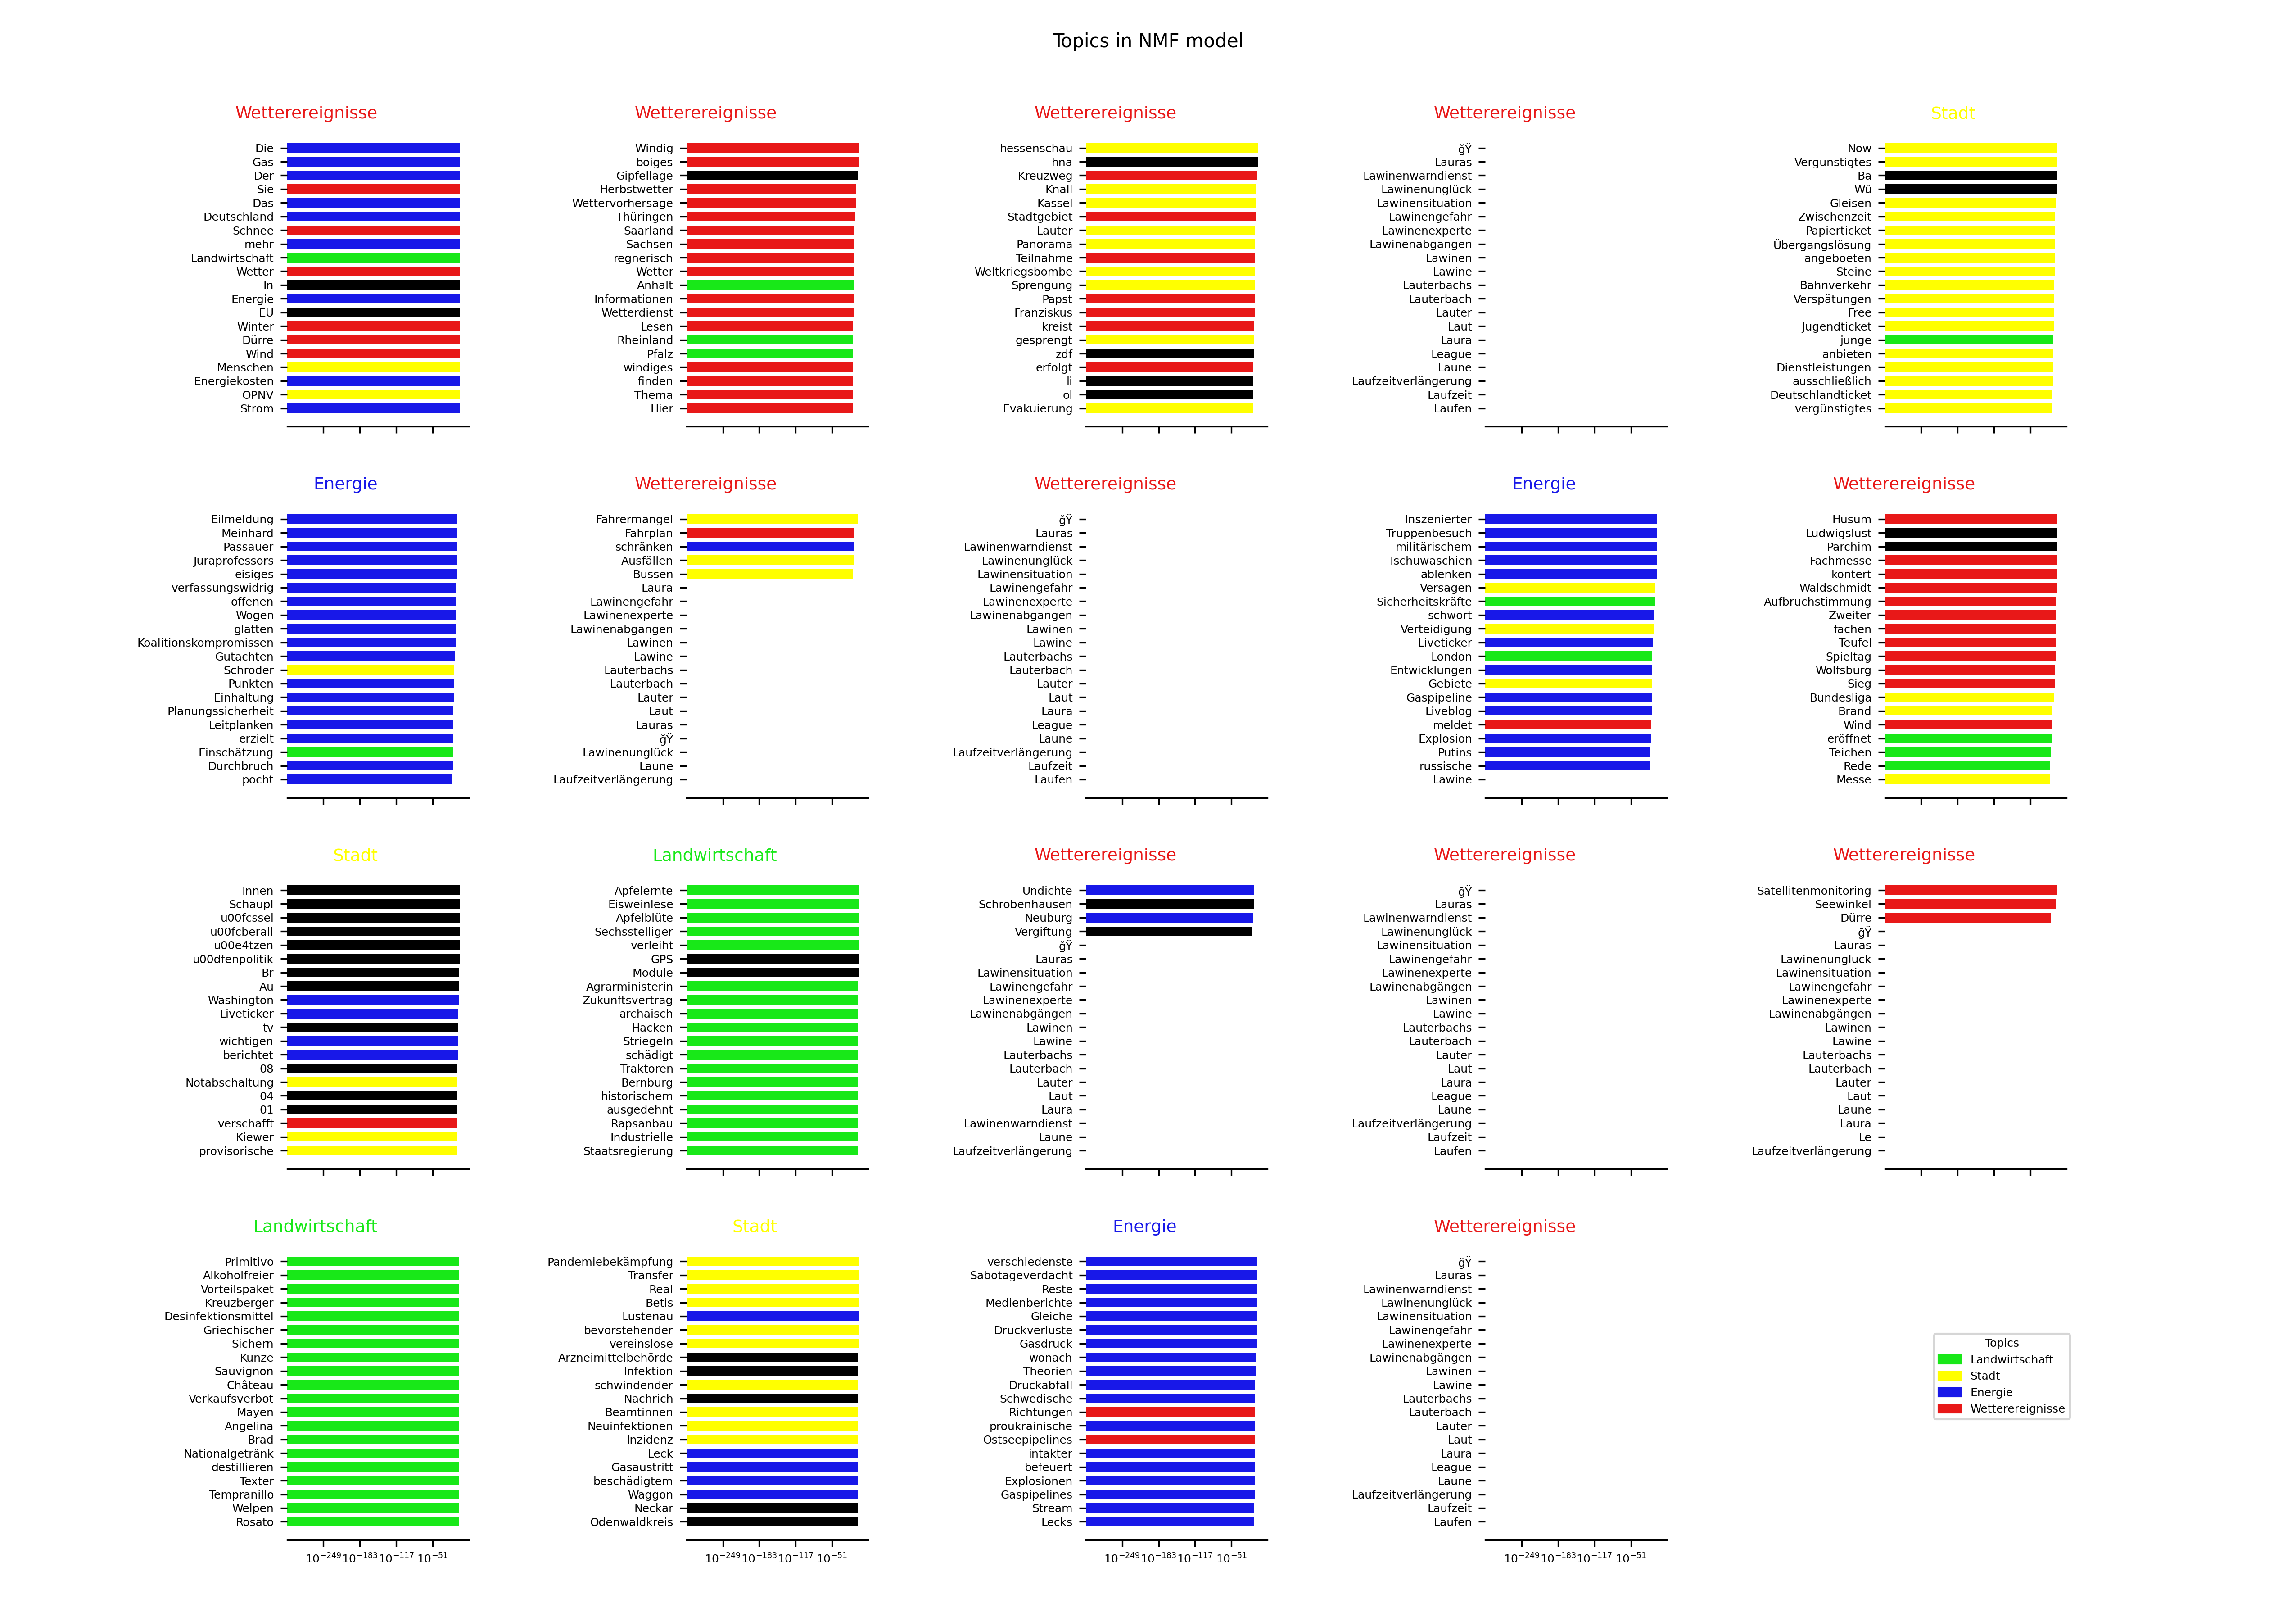 Topics in NMF model
Wetterereignisse
Die
Gas
Der
Sie
Das
Deutschland
Schnee
mehr
Landwirtschaft
Wetter
In
Energie
EU
Winter
Dürre
Wind
Menschen
Energiekosten
ÖPNV
Strom
Wetterereignisse
Windig
böiges
Gipfellage
Herbstwetter
Wettervorhersage
Thüringen
Saarland
Sachsen
regnerisch
Wetter
Anhalt
Informationen
Wetterdienst
Lesen
Rheinland
Pfalz
windiges
finden
Thema
Hier
Wetterereignisse
hessenschau
hna
Kreuzweg
Knall
Kassel
Stadtgebiet
Lauter
Panorama
Teilnahme
Weltkriegsbombe
Sprengung
Papst
Franziskus
kreist
gesprengt
zdf
erfolgt
li
ol
Evakuierung
Wetterereignisse
ğŸ
Lauras
Lawinenwarndienst
Lawinenunglück
Lawinensituation
Lawinengefahr
Lawinenexperte
Lawinenabgängen
Lawinen
Lawine
Lauterbachs
Lauterbach
Lauter
Laut
Laura
League
Laune
Laufzeitverlängerung
Laufzeit
Laufen
Stadt
Now
Vergünstigtes
Ba
Wü
Gleisen
Zwischenzeit
Papierticket
Übergangslösung
angeboeten
Steine
Bahnverkehr
Verspätungen
Free
Jugendticket
junge
anbieten
Dienstleistungen
ausschließlich
Deutschlandticket
vergünstigtes
Energie
Eilmeldung
Meinhard
Passauer
Juraprofessors
eisiges
verfassungswidrig
offenen
Wogen
glätten
Koalitionskompromissen
Gutachten
Schröder
Punkten
Einhaltung
Planungssicherheit
Leitplanken
erzielt
Einschätzung
Durchbruch
pocht
Wetterereignisse
Fahrermangel
Fahrplan
schränken
Ausfällen
Bussen
Laura
Lawinengefahr
Lawinenexperte
Lawinenabgängen
Lawinen
Lawine
Lauterbachs
Lauterbach
Lauter
Laut
Lauras
ğŸ
Lawinenunglück
Laune
Laufzeitverlängerung
Wetterereignisse
ğŸ
Lauras
Lawinenwarndienst
Lawinenunglück
Lawinensituation
Lawinengefahr
Lawinenexperte
Lawinenabgängen
Lawinen
Lawine
Lauterbachs
Lauterbach
Lauter
Laut
Laura
League
Laune
Laufzeitverlängerung
Laufzeit
Laufen
Energie
Inszenierter
Truppenbesuch
militärischem
Tschuwaschien
ablenken
Versagen
Sicherheitskräfte
schwört
Verteidigung
Liveticker
London
Entwicklungen
Gebiete
Gaspipeline
Liveblog
meldet
Explosion
Putins
russische
Lawine
Wetterereignisse
Husum
Ludwigslust
Parchim
Fachmesse
kontert
Waldschmidt
Aufbruchstimmung
Zweiter
fachen
Teufel
Spieltag
Wolfsburg
Sieg
Bundesliga
Brand
Wind
eröffnet
Teichen
Rede
Messe
Stadt
Innen
Schaupl
u00fcssel
u00fcberall
u00e4tzen
u00dfenpolitik
Br
Au
Washington
Liveticker
tv
wichtigen
berichtet
08
Notabschaltung
04
01
verschafft
Kiewer
provisorische
Landwirtschaft
Apfelernte
Eisweinlese
Apfelblüte
Sechsstelliger
verleiht
GPS
Module
Agrarministerin
Zukunftsvertrag
archaisch
Hacken
Striegeln
schädigt
Traktoren
Bernburg
historischem
ausgedehnt
Rapsanbau
Industrielle
Staatsregierung
Wetterereignisse
Undichte
Schrobenhausen
Neuburg
Vergiftung
ğŸ
Lauras
Lawinensituation
Lawinengefahr
Lawinenexperte
Lawinenabgängen
Lawinen
Lawine
Lauterbachs
Lauterbach
Lauter
Laut
Laura
Lawinenwarndienst
Laune
Laufzeitverlängerung
Wetterereignisse
ğŸ
Lauras
Lawinenwarndienst
Lawinenunglück
Lawinensituation
Lawinengefahr
Lawinenexperte
Lawinenabgängen
Lawinen
Lawine
Lauterbachs
Lauterbach
Lauter
Laut
Laura
League
Laune
Laufzeitverlängerung
Laufzeit
Laufen
Wetterereignisse
Satellitenmonitoring
Seewinkel
Dürre
ğŸ
Lauras
Lawinenunglück
Lawinensituation
Lawinengefahr
Lawinenexperte
Lawinenabgängen
Lawinen
Lawine
Lauterbachs
Lauterbach
Lauter
Laut
Laune
Laura
Le
Laufzeitverlängerung
Landwirtschaft
Primitivo
Alkoholfreier
Vorteilspaket
Kreuzberger
Desinfektionsmittel
Griechischer
Sichern
Kunze
Sauvignon
Château
Verkaufsverbot
Mayen
Angelina
Brad
Nationalgetränk
destillieren
Texter
Tempranillo
Welpen
Rosato
10⁻²⁴⁹ 10⁻¹⁸³ 10⁻¹¹⁷ 10⁻⁵¹
Stadt
Pandemiebekämpfung
Transfer
Real
Betis
Lustenau
bevorstehender
vereinslose
Arzneimittelbehörde
Infektion
schwindender
Nachrich
Beamtinnen
Neuinfektionen
Inzidenz
Leck
Gasaustritt
beschädigtem
Waggon
Neckar
Odenwaldkreis
10⁻²⁴⁹ 10⁻¹⁸³ 10⁻¹¹⁷ 10⁻⁵¹
Energie
verschiedenste
Sabotageverdacht
Reste
Medienberichte
Gleiche
Druckverluste
Gasdruck
wonach
Theorien
Druckabfall
Schwedische
Richtungen
proukrainische
Ostseepipelines
intakter
befeuert
Explosionen
Gaspipelines
Stream
Lecks
10⁻²⁴⁹ 10⁻¹⁸³ 10⁻¹¹⁷ 10⁻⁵¹
Wetterereignisse
ğŸ
Lauras
Lawinenwarndienst
Lawinenunglück
Lawinensituation
Lawinengefahr
Lawinenexperte
Lawinenabgängen
Lawinen
Lawine
Lauterbachs
Lauterbach
Lauter
Laut
Laura
League
Laune
Laufzeitverlängerung
Laufzeit
Laufen
10⁻²⁴⁹ 10⁻¹⁸³ 10⁻¹¹⁷ 10⁻⁵¹
Topics
Landwirtschaft
Stadt
Energie
Wetterereignisse